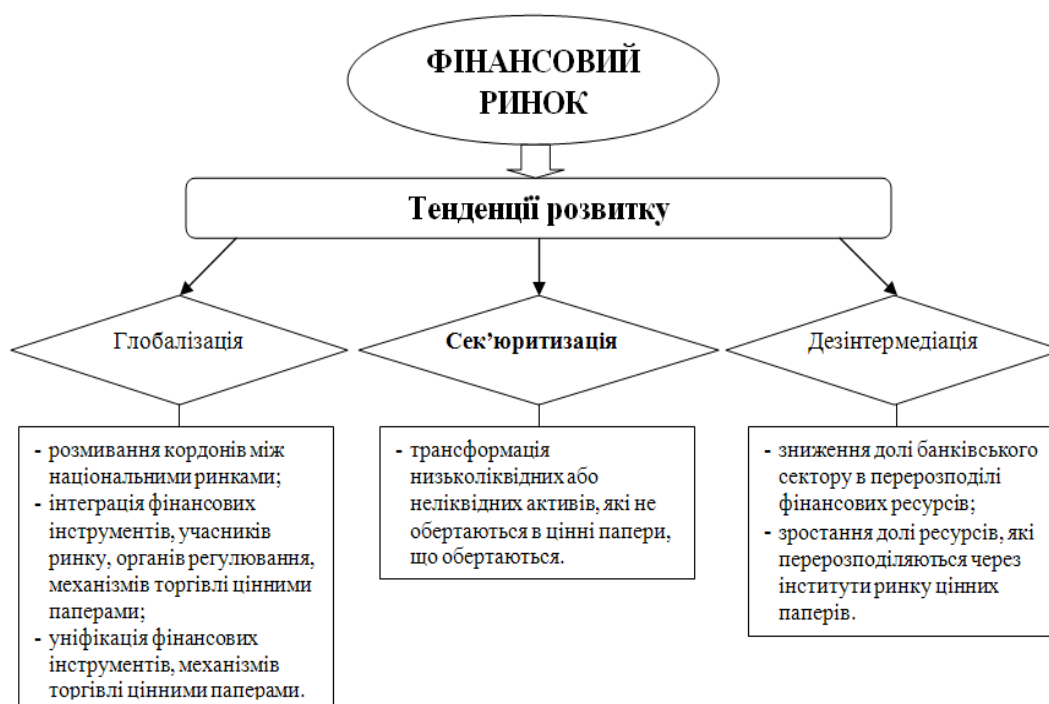 ФІНАНСОВИЙ
РИНОК
Тенденції розвитку
Глобалізація
Сек’юритизація
Дезінтермедіація
- розмивання кордонів між
національними ринками;
- інтеграція фінансових
інструментів, учасників
ринку, органів регулювання,
механізмів торгівлі цінними
паперами;
- уніфікація фінансових
інструментів, механізмів
торгівлі цінними паперами.
- трансформація
низьколіквідних або
неліквідних активів, які не
обертаються в цінні папери,
що обертаються.
- зниження долі банківського
сектору в перерозподілі
фінансових ресурсів;
- зростання долі ресурсів, які
перерозподіляються через
інститути ринку цінних
паперів.